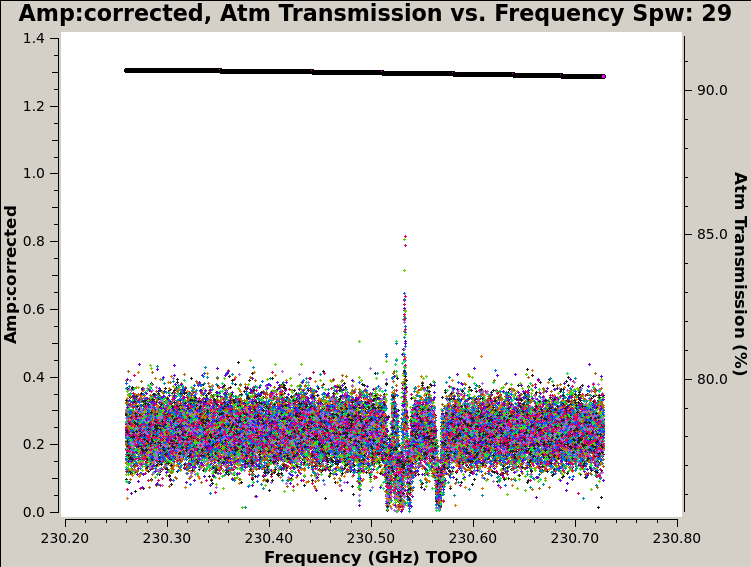 Amp:corrected, Atm Transmission vs. Frequency Spw: 29
1.4
1.2
1.0
0.8
0.6
0.4
0.2
0.0
Amp:corrected
90.0
85.0
80.0
Atm Transmission (%)
230.20 230.30 230.40 230.50 230.60 230.70 230.80
Frequency (GHz) TOPO